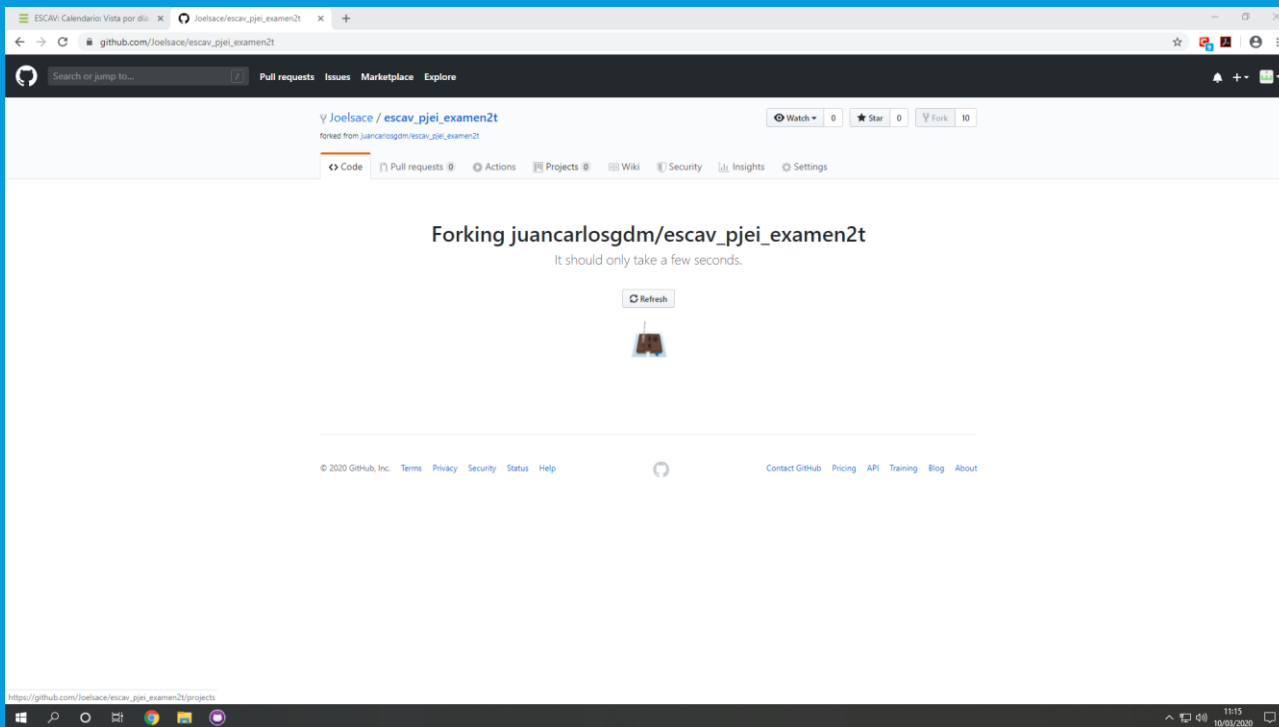 ESCAV: Calendario: Vista por día
Joelsace/escav_pjei_examen2t
github.com/Joelsace/escav_pjei_examen2t
Search or jump to... /
Pull requests Issues Marketplace Explore
Joelsace / escav_pjei_examen2t
Watch 0 Star 0 Fork 10
forked from juancarlosgdm/escav_pjei_examen2t
Code Pull requests 0 Actions Projects 0 Wiki Security Insights Settings
Forking juancarlosgdm/escav_pjei_examen2t
It should only take a few seconds.
Refresh
© 2020 GitHub, Inc. Terms Privacy Security Status Help Contact GitHub Pricing API Training Blog About
https://github.com/Joelsace/escav_pjei_examen2t/projects
11:15
10/03/2020